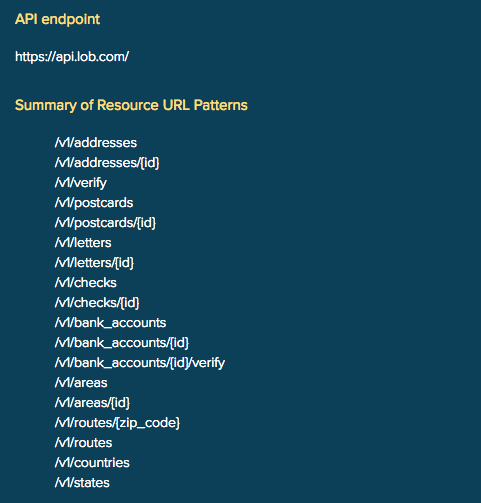 API endpoint
https://api.lob.com/
Summary of Resource URL Patterns
/v1/addresses
/v1/addresses/{id}
/v1/verify
/v1/postcards
/v1/postcards/{id}
/v1/letters
/v1/letters/{id}
/v1/checks
/v1/checks/{id}
/v1/bank_accounts
/v1/bank_accounts/{id}
/v1/bank_accounts/{id}/verify
/v1/areas
/v1/areas/{id}
/v1/routes/{zip_code}
/v1/routes
/v1/countries
/v1/states